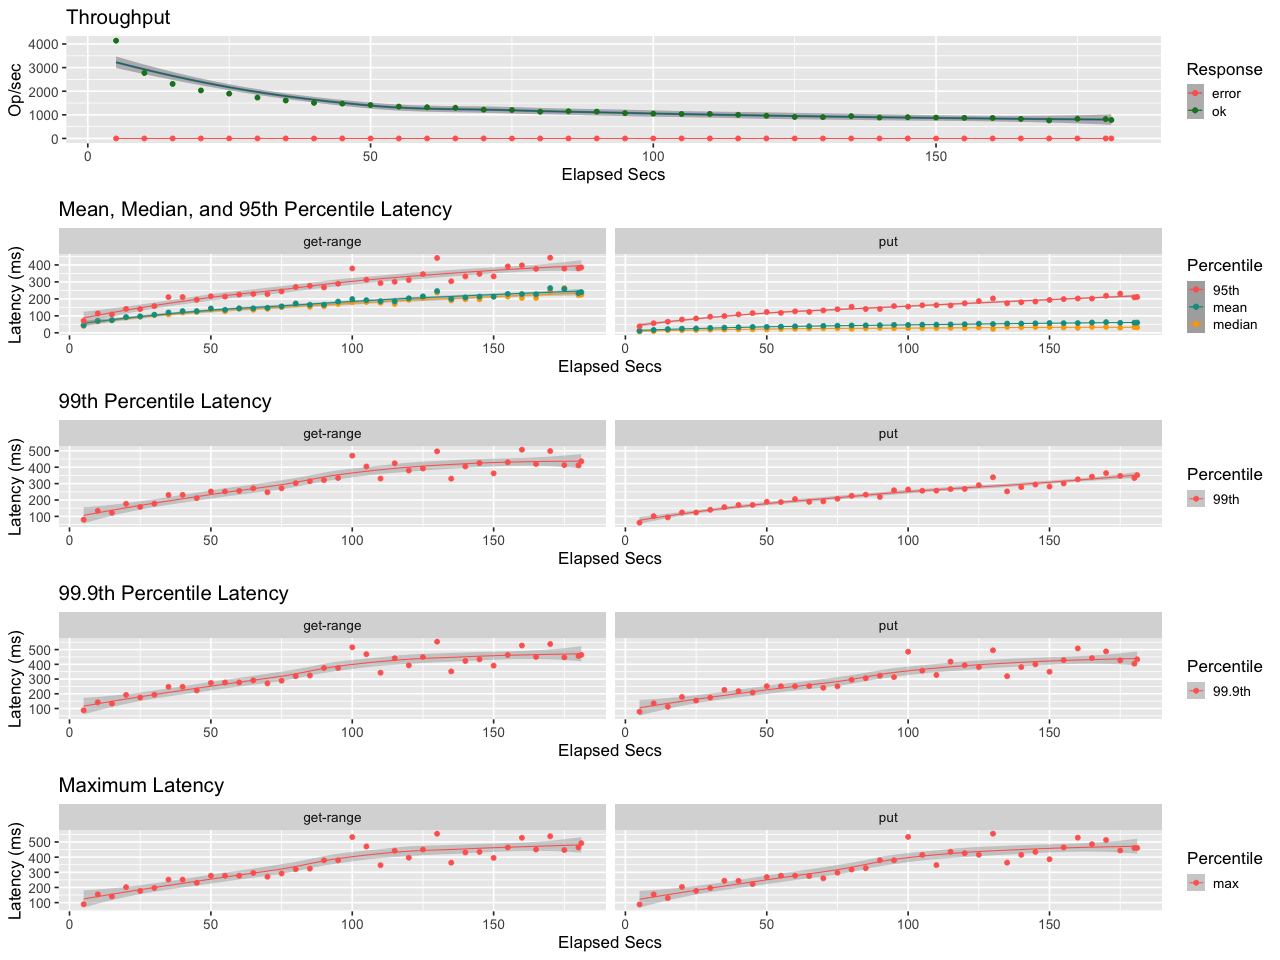 Throughput
4000
3000
2000
1000
0
Op/sec
0 50 100 150
Elapsed Secs
Response
error
ok
Mean, Median, and 95th Percentile Latency
get-range put
400
300
200
100
0
Latency (ms)
0 50 100 150 0 50 100 150
Elapsed Secs
Percentile
95th
mean
median
99th Percentile Latency
get-range put
500
400
300
200
100
Latency (ms)
0 50 100 150 0 50 100 150
Elapsed Secs
Percentile
99th
99.9th Percentile Latency
get-range put
500
400
300
200
100
Latency (ms)
0 50 100 150 0 50 100 150
Elapsed Secs
Percentile
99.9th
Maximum Latency
get-range put
500
400
300
200
100
Latency (ms)
0 50 100 150 0 50 100 150
Elapsed Secs
Percentile
max